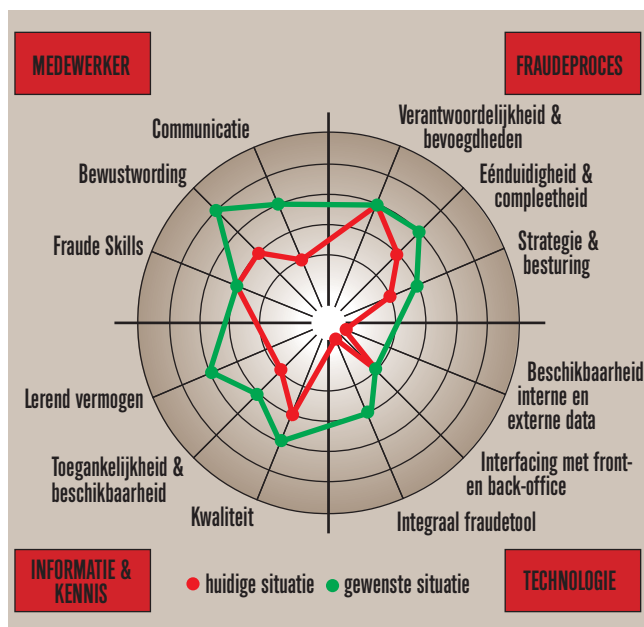 MEDEWERKER
FRAUDEPROCES
Communicatie
Verantwoordelijkheid &
bevoegdheden
Bewustwording
Eénduidigheid &
compleetheid
Fraude Skills
Strategie &
besturing
Lerend vermogen
Beschikbaarheid
interne en
externe data
Toegankelijkheid &
beschikbaarheid
Interfacing met front-
en back-office
Kwaliteit
Integraal fraudetool
INFORMATIE &
KENNIS
huidige situatie
gewenste situatie
TECHNOLOGIE